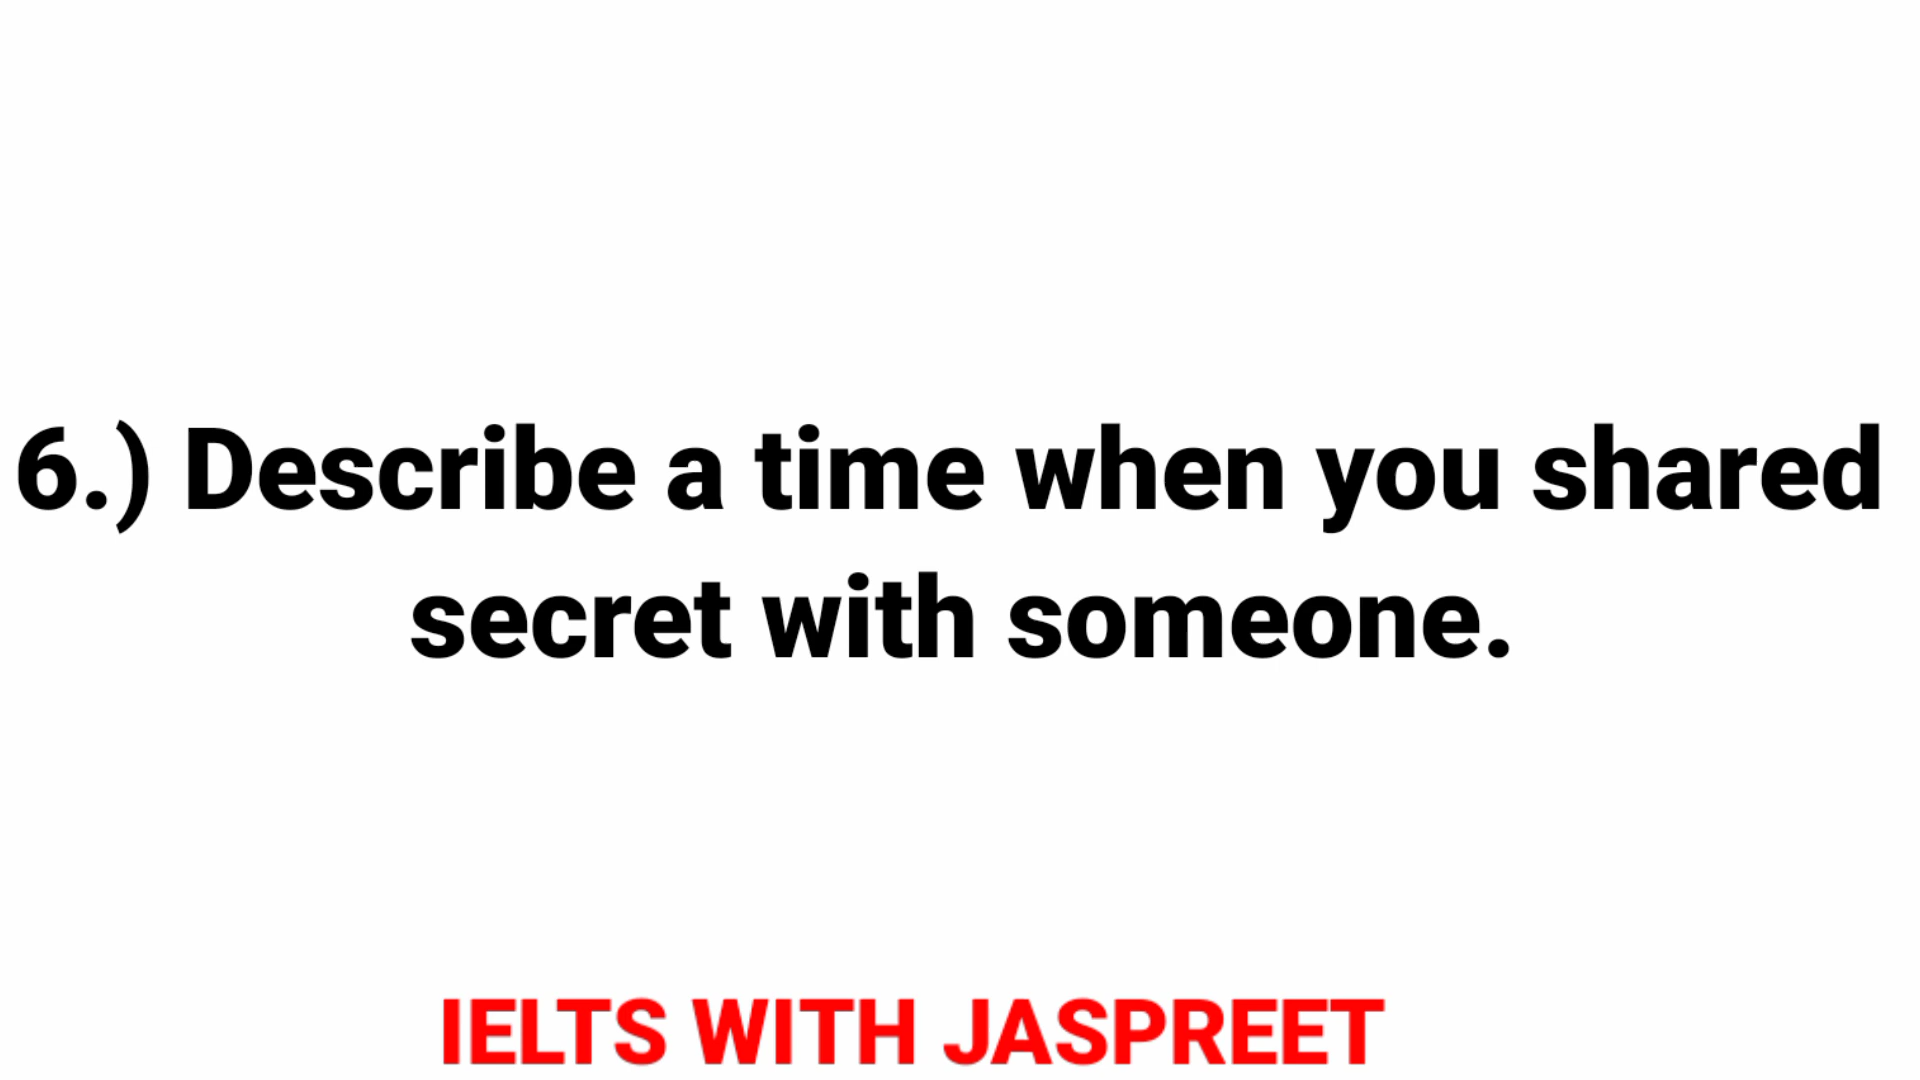 6.) Describe a time when you shared
secret with someone.
IELTS WITH JASPREET